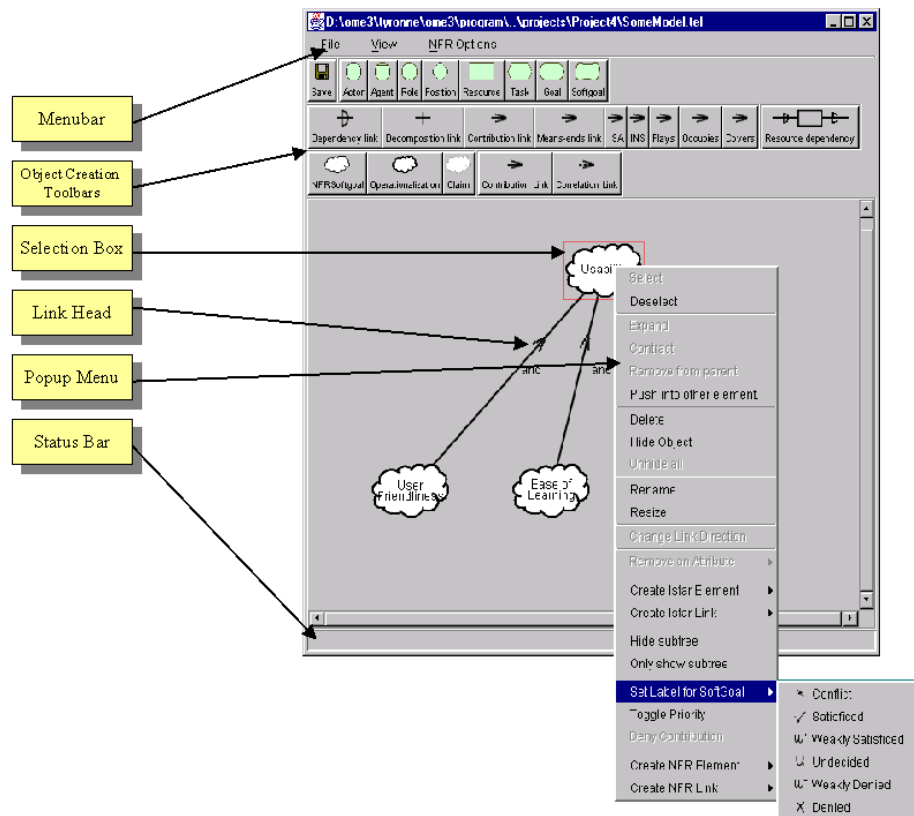 D:\ome3\tyronne\ome3\program\..\projects\Project4\SomeModel.tel
File View NFR Options
Save Actor Agent Role Position Resource Task Goal Softgoal
Dependency link Decomposition link Contribution link Means-ends link ISA INS Plays Occupies Covers Resource dependency
NFRSoftgoal Operationalization Claim Contribution Link Correlation Link
Menubar
Object Creation
Toolbars
Selection Box
Link Head
Popup Menu
Status Bar
and
and
User
Friendliness
Ease of
Learning
Select
Deselect
Expand
Contract
Remove from parent
Push into other element
Delete
Hide Object
Unhide all
Rename
Resize
Change Link Direction
Remove an Attribute
Create Istar Element
Create Istar Link
Hide subtree
Only show subtree
Set Label for SoftGoal
Toggle Priority
Deny Contribution
Create NFR Element
Create NFR Link
Conflict
Satisficed
Weakly Satisficed
Undecided
Weakly Denied
Denied